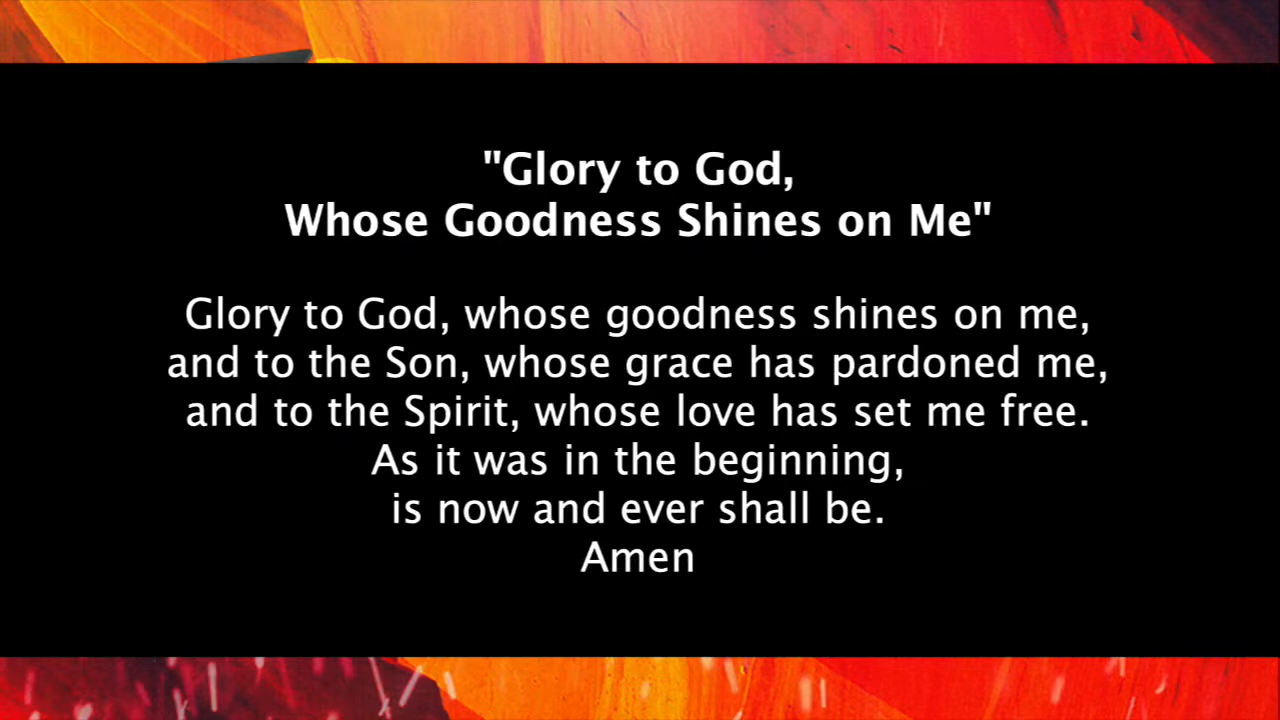 "Glory to God,
Whose Goodness Shines on Me"
Glory to God, whose goodness shines on me,
and to the Son, whose grace has pardoned me,
and to the Spirit, whose love has set me free.
As it was in the beginning,
is now and ever shall be.
Amen